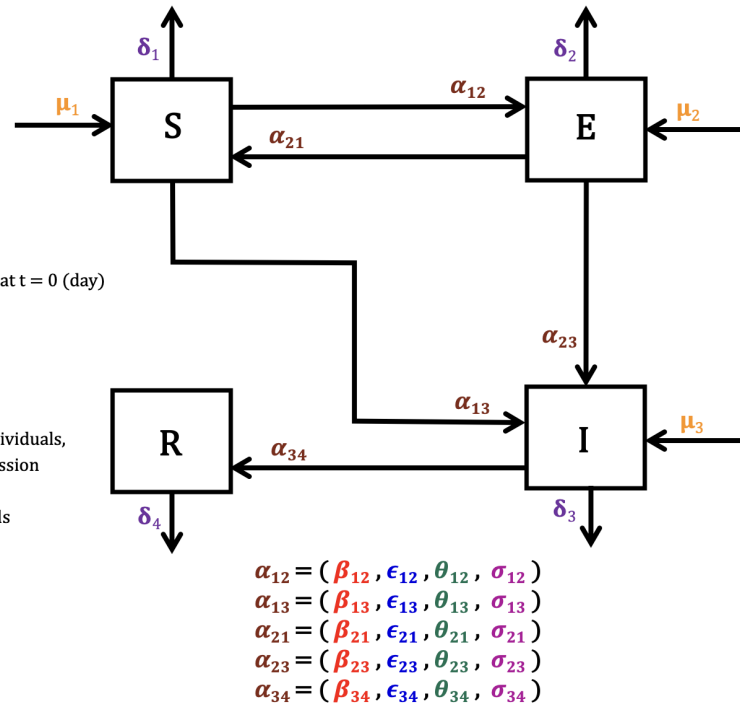 δ₁
δ₂
μ₁
S
α₁₂
α₂₁
E
μ₂
at t = 0 (day)
α₂₃
α₁₃
μ₃
ividuals,
ssion
ls
R
α₃₄
I
δ₄
δ₃
α₁₂ = ( β₁₂ , ϵ₁₂ , θ₁₂ , σ₁₂ )
α₁₃ = ( β₁₃ , ϵ₁₃ , θ₁₃ , σ₁₃ )
α₂₁ = ( β₂₁ , ϵ₂₁ , θ₂₁ , σ₂₁ )
α₂₃ = ( β₂₃ , ϵ₂₃ , θ₂₃ , σ₂₃ )
α₃₄ = ( β₃₄ , ϵ₃₄ , θ₃₄ , σ₃₄ )